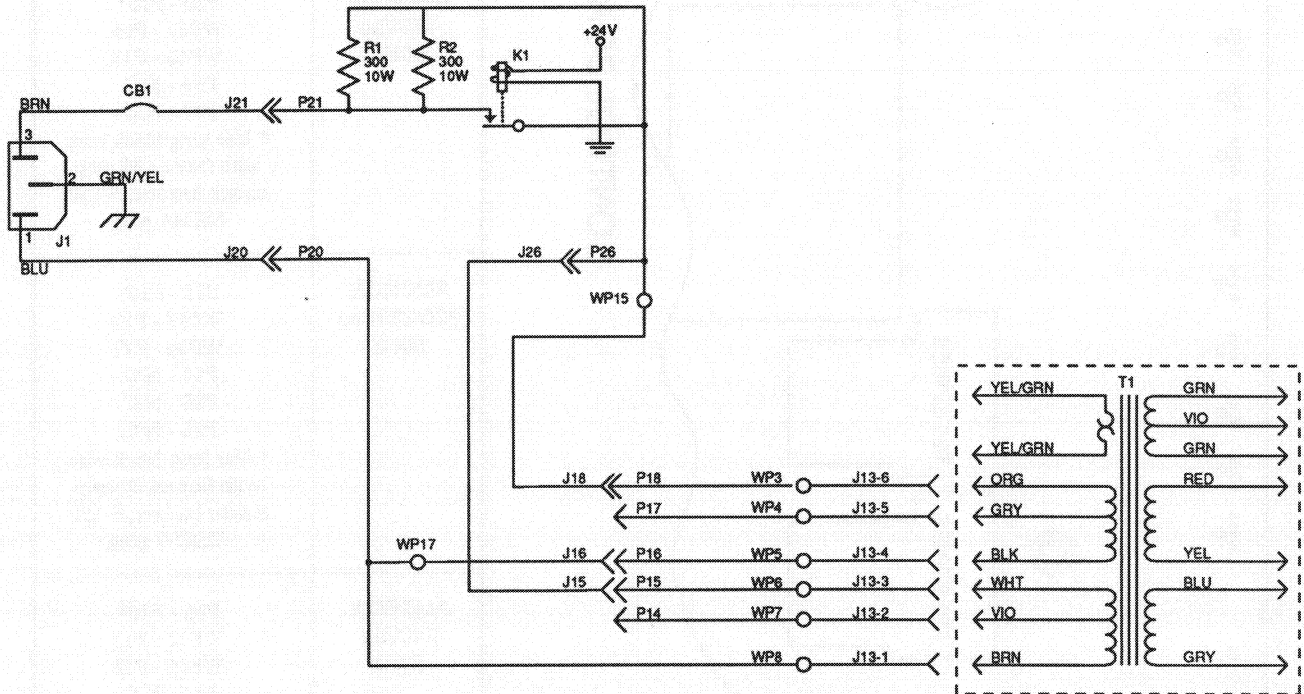 +24V
R1
300
10W
R2
300
10W
K1
CB1
BRN
J21
P21
3
2
GRN/YEL
1
J1
BLU
J20
P20
J26
P26
WP15
T1
YEL/GRN
GRN
VIO
YEL/GRN
GRN
J18
P18
WP3
J13-6
ORG
RED
P17
WP4
J13-5
GRY
WP17
J16
P16
WP5
J13-4
BLK
YEL
J15
P15
WP6
J13-3
WHT
BLU
P14
WP7
J13-2
VIO
WP8
J13-1
BRN
GRY